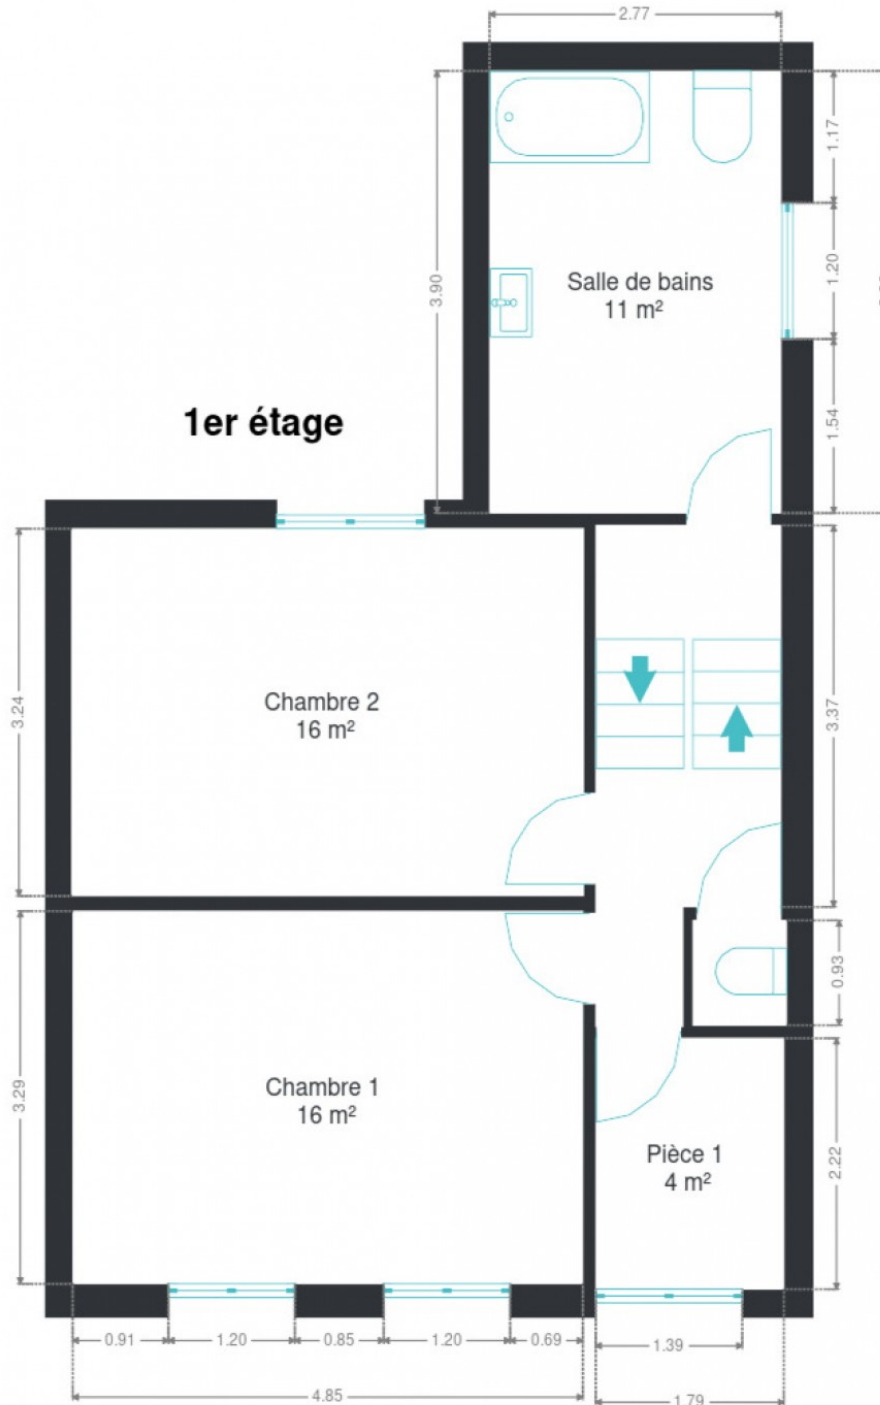 2.77
1.17
3.90
1.20
Salle de bains
11 m²
1er étage
1.54
3.24
Chambre 2
16 m²
3.37
0.93
3.29
Chambre 1
16 m²
Pièce 1
4 m²
2.22
0.91
1.20
0.85
1.20
0.69
1.39
4.85
1.79